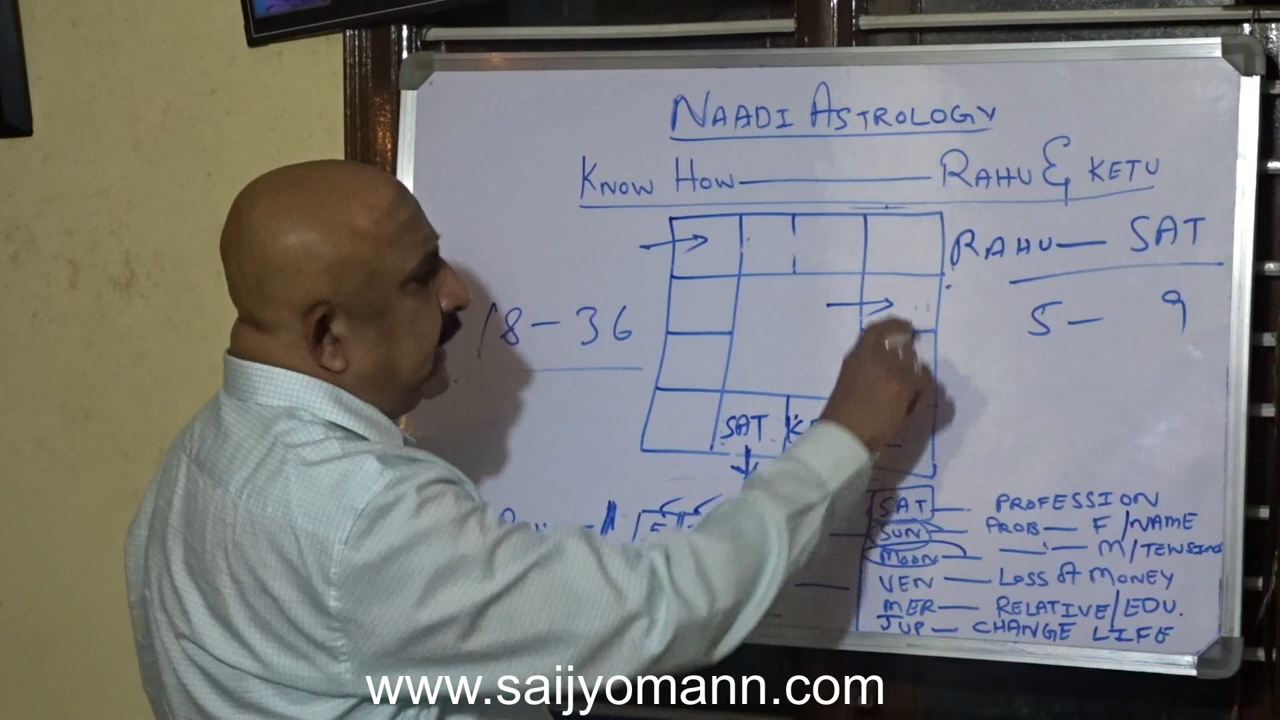 NAADI ASTROLOGY
KNOW HOW — RAHU & KETU
RAHU — SAT
5 — 9
18 — 36
SAT
SAT — PROFESSION
SUN — PROB — F/NAME
MOON — — M/TENSION
VEN — LOSS OF MONEY
MER — RELATIVE/EDU.
JUP — CHANGE LIFE
www.saijyomann.com